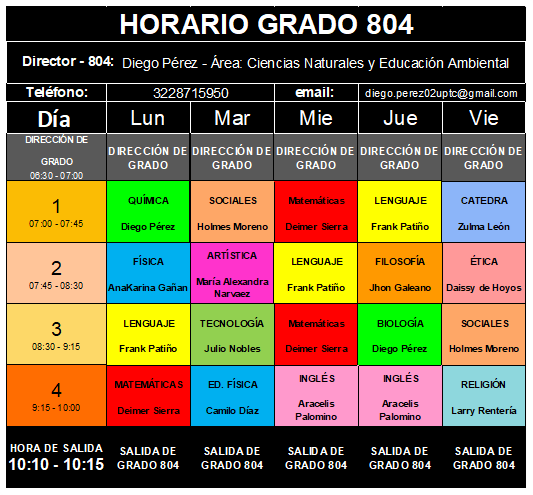 HORARIO GRADO 804
Director - 804: Diego Pérez - Área: Ciencias Naturales y Educación Ambiental
Teléfono: 3228715950 email: diego.perez02uptc@gmail.com
Día Lun Mar Mie Jue Vie
DIRECCIÓN DE
GRADO
06:30 - 07:00
DIRECCIÓN DE
GRADO
DIRECCIÓN DE
GRADO
DIRECCIÓN DE
GRADO
DIRECCIÓN DE
GRADO
DIRECCIÓN DE
GRADO
1
07:00 - 07:45
QUÍMICA
Diego Pérez
SOCIALES
Holmes Moreno
Matemáticas
Deimer Sierra
LENGUAJE
Frank Patiño
CATEDRA
Zulma León
2
07:45 - 08:30
FÍSICA
AnaKarina Gañan
ARTÍSTICA
María Alexandra
Narvaez
LENGUAJE
Frank Patiño
FILOSOFÍA
Jhon Galeano
ÉTICA
Daissy de Hoyos
3
08:30 - 9:15
LENGUAJE
Frank Patiño
TECNOLOGÍA
Julio Nobles
Matemáticas
Deimer Sierra
BIOLOGÍA
Diego Pérez
SOCIALES
Holmes Moreno
4
9:15 - 10:00
MATEMÁTICAS
Deimer Sierra
ED. FÍSICA
Camilo Díaz
INGLÉS
Aracelis
Palomino
INGLÉS
Aracelis
Palomino
RELIGIÓN
Larry Rentería
HORA DE SALIDA
10:10 - 10:15
SALIDA DE
GRADO 804
SALIDA DE
GRADO 804
SALIDA DE
GRADO 804
SALIDA DE
GRADO 804
SALIDA DE
GRADO 804